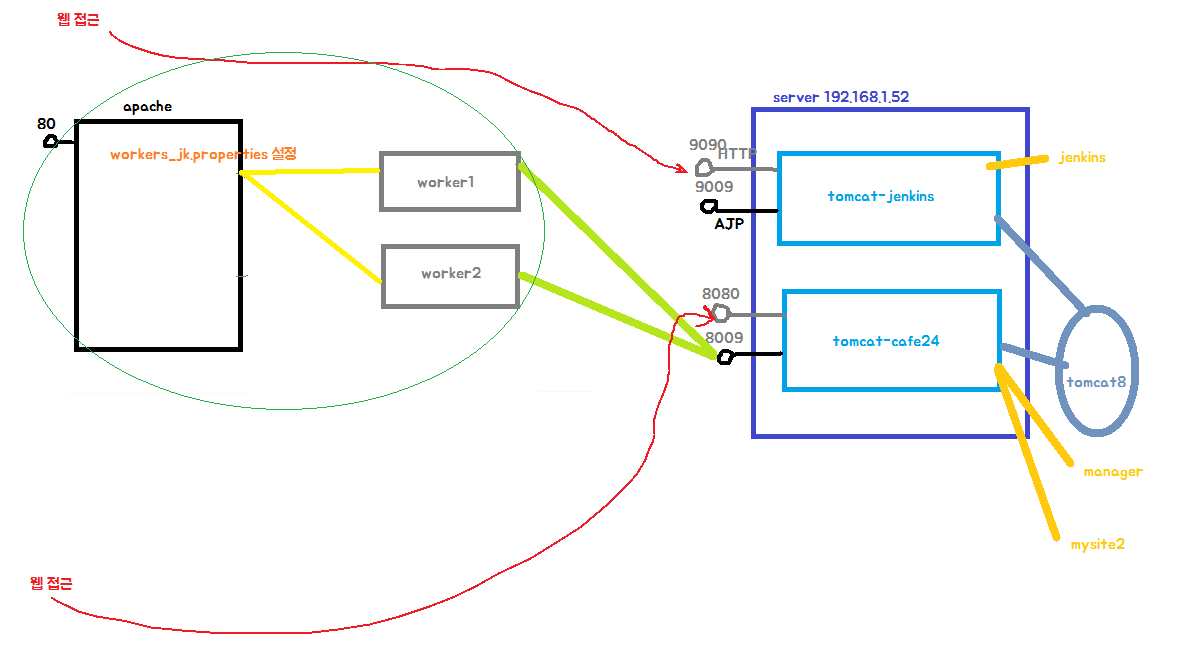 웹 접근
apache
80
workers_jk.properties 설정
worker1
worker2
server 192.168.1.52
9090
HTTP
9009
AJP
tomcat-jenkins
jenkins
8080
8009
tomcat-cafe24
tomcat8
manager
mysite2
웹 접근